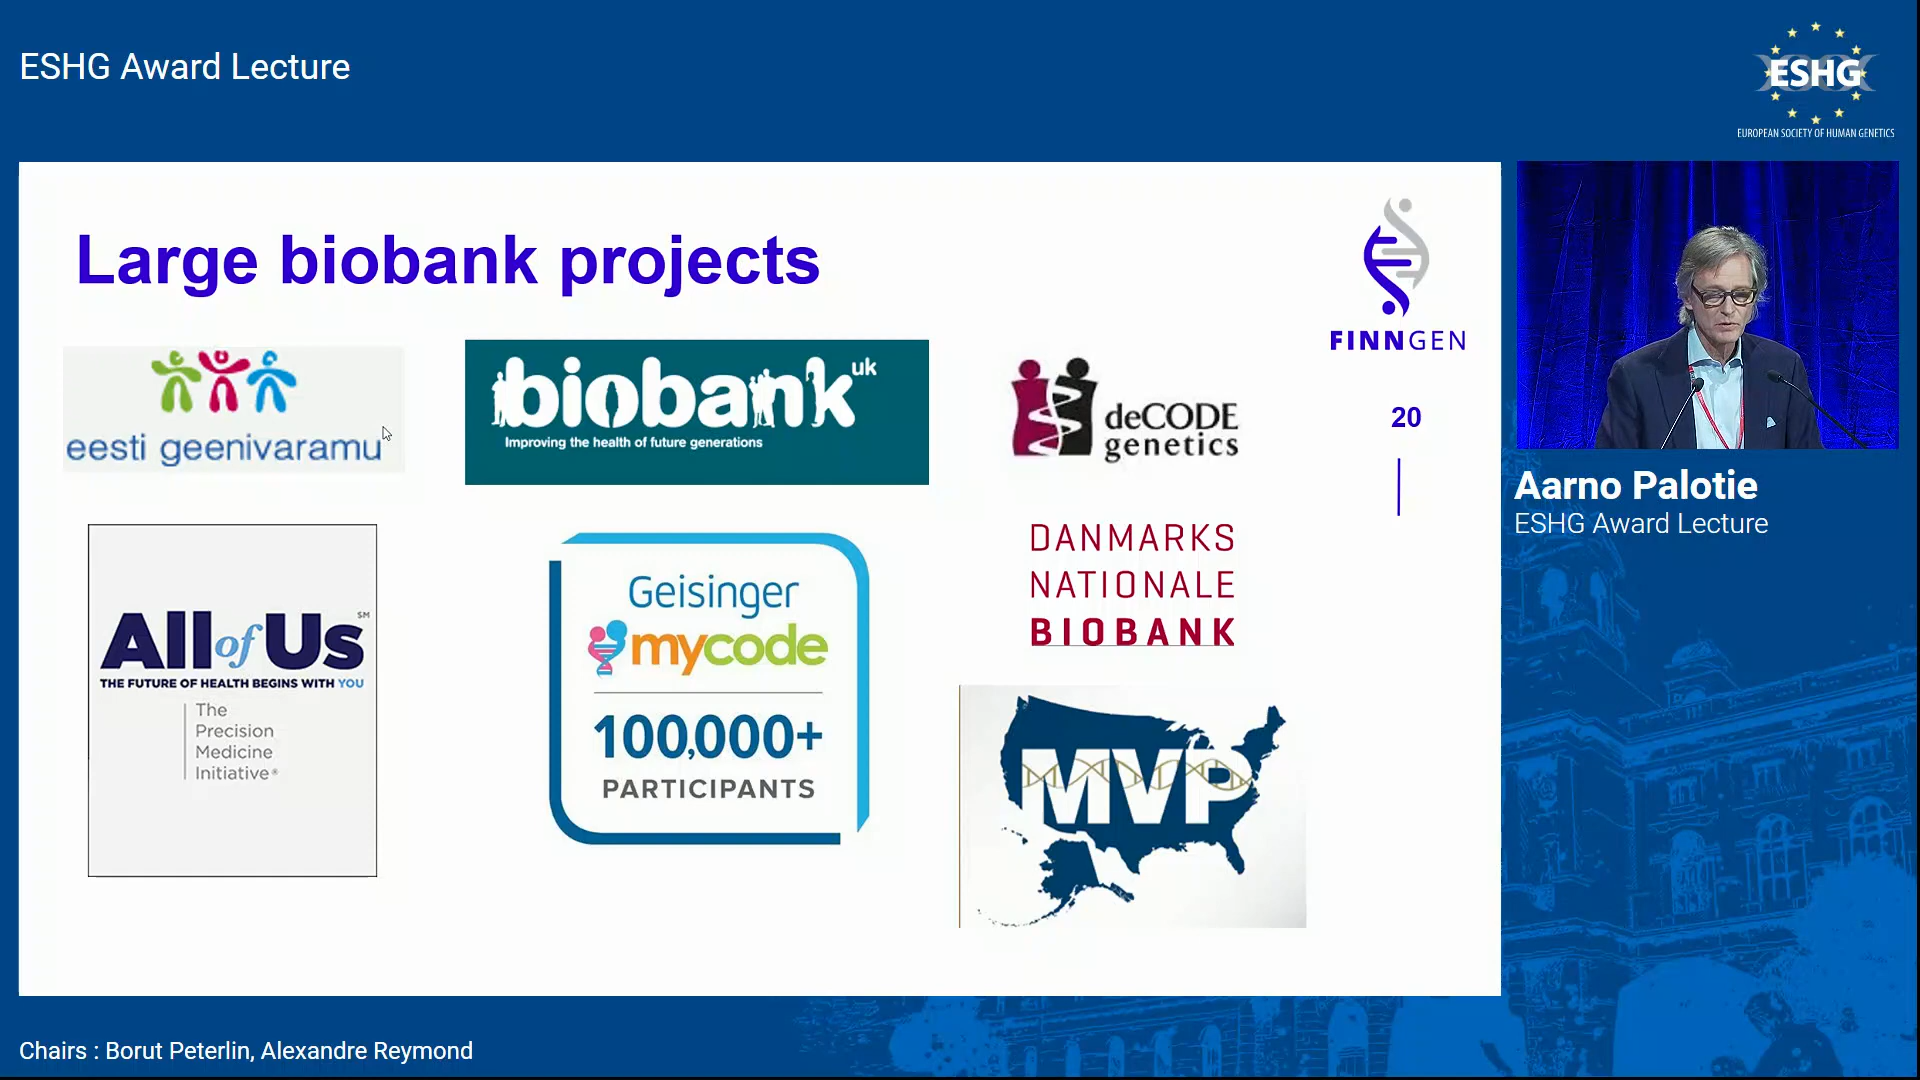 ESHG Award Lecture
ESHG
EUROPEAN SOCIETY OF HUMAN GENETICS
Large biobank projects
FINNGEN
20
eesti geenivaramu
biobank uk
Improving the health of future generations
deCODE
genetics
All of Us SM
THE FUTURE OF HEALTH BEGINS WITH YOU
The
Precision
Medicine
Initiative®
Geisinger
mycode
100,000+
PARTICIPANTS
DANMARKS
NATIONALE
BIOBANK
MVP
Aarno Palotie
ESHG Award Lecture
Chairs : Borut Peterlin, Alexandre Reymond